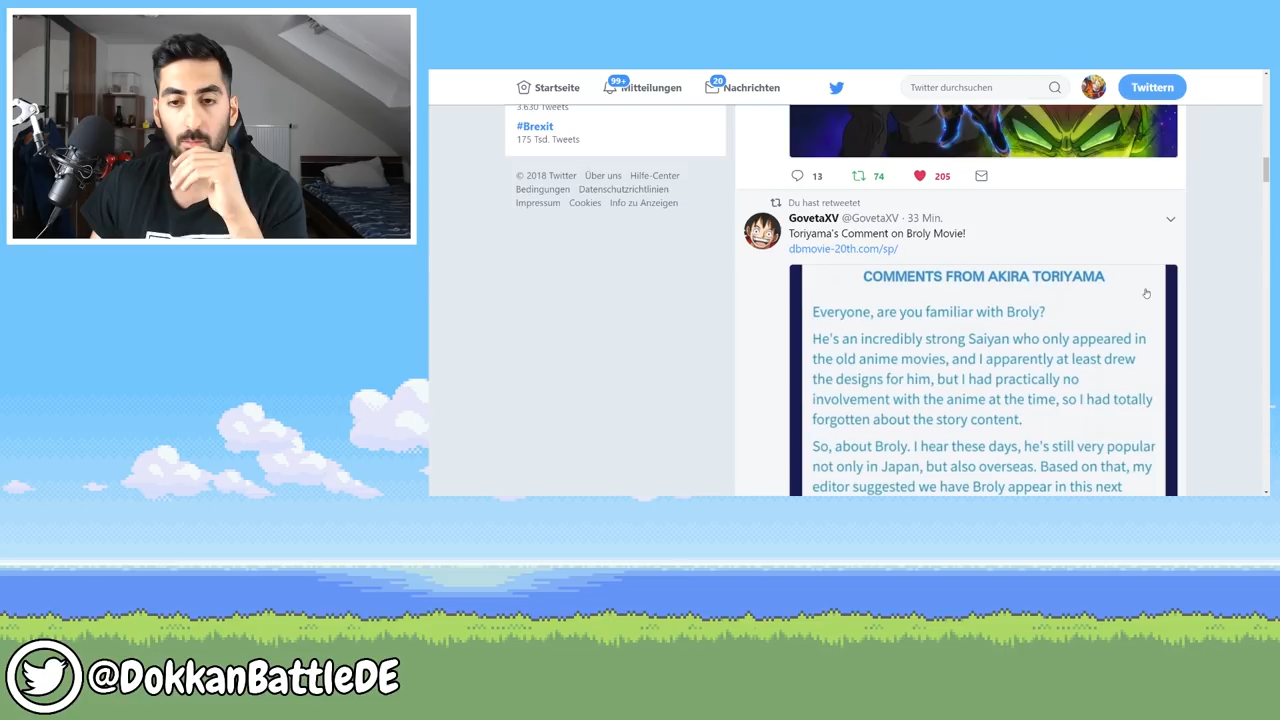 Startseite
99+
Mitteilungen
20
Nachrichten
Twitter durchsuchen
Twittern
3.630 Tweets
#Brexit
175 Tsd. Tweets
© 2018 Twitter Über uns Hilfe-Center
Bedingungen Datenschutzrichtlinien
Impressum Cookies Info zu Anzeigen
13 74 205
Du hast retweetet
GovetaXV @GovetaXV · 33 Min.
Toriyama's Comment on Broly Movie!
dbmovie-20th.com/sp/
COMMENTS FROM AKIRA TORIYAMA
Everyone, are you familiar with Broly?
He's an incredibly strong Saiyan who only appeared in
the old anime movies, and I apparently at least drew
the designs for him, but I had practically no
involvement with the anime at the time, so I had totally
forgotten about the story content.
So, about Broly. I hear these days, he's still very popular
not only in Japan, but also overseas. Based on that, my
editor suggested we have Broly appear in this next
@DokkanBattleDE